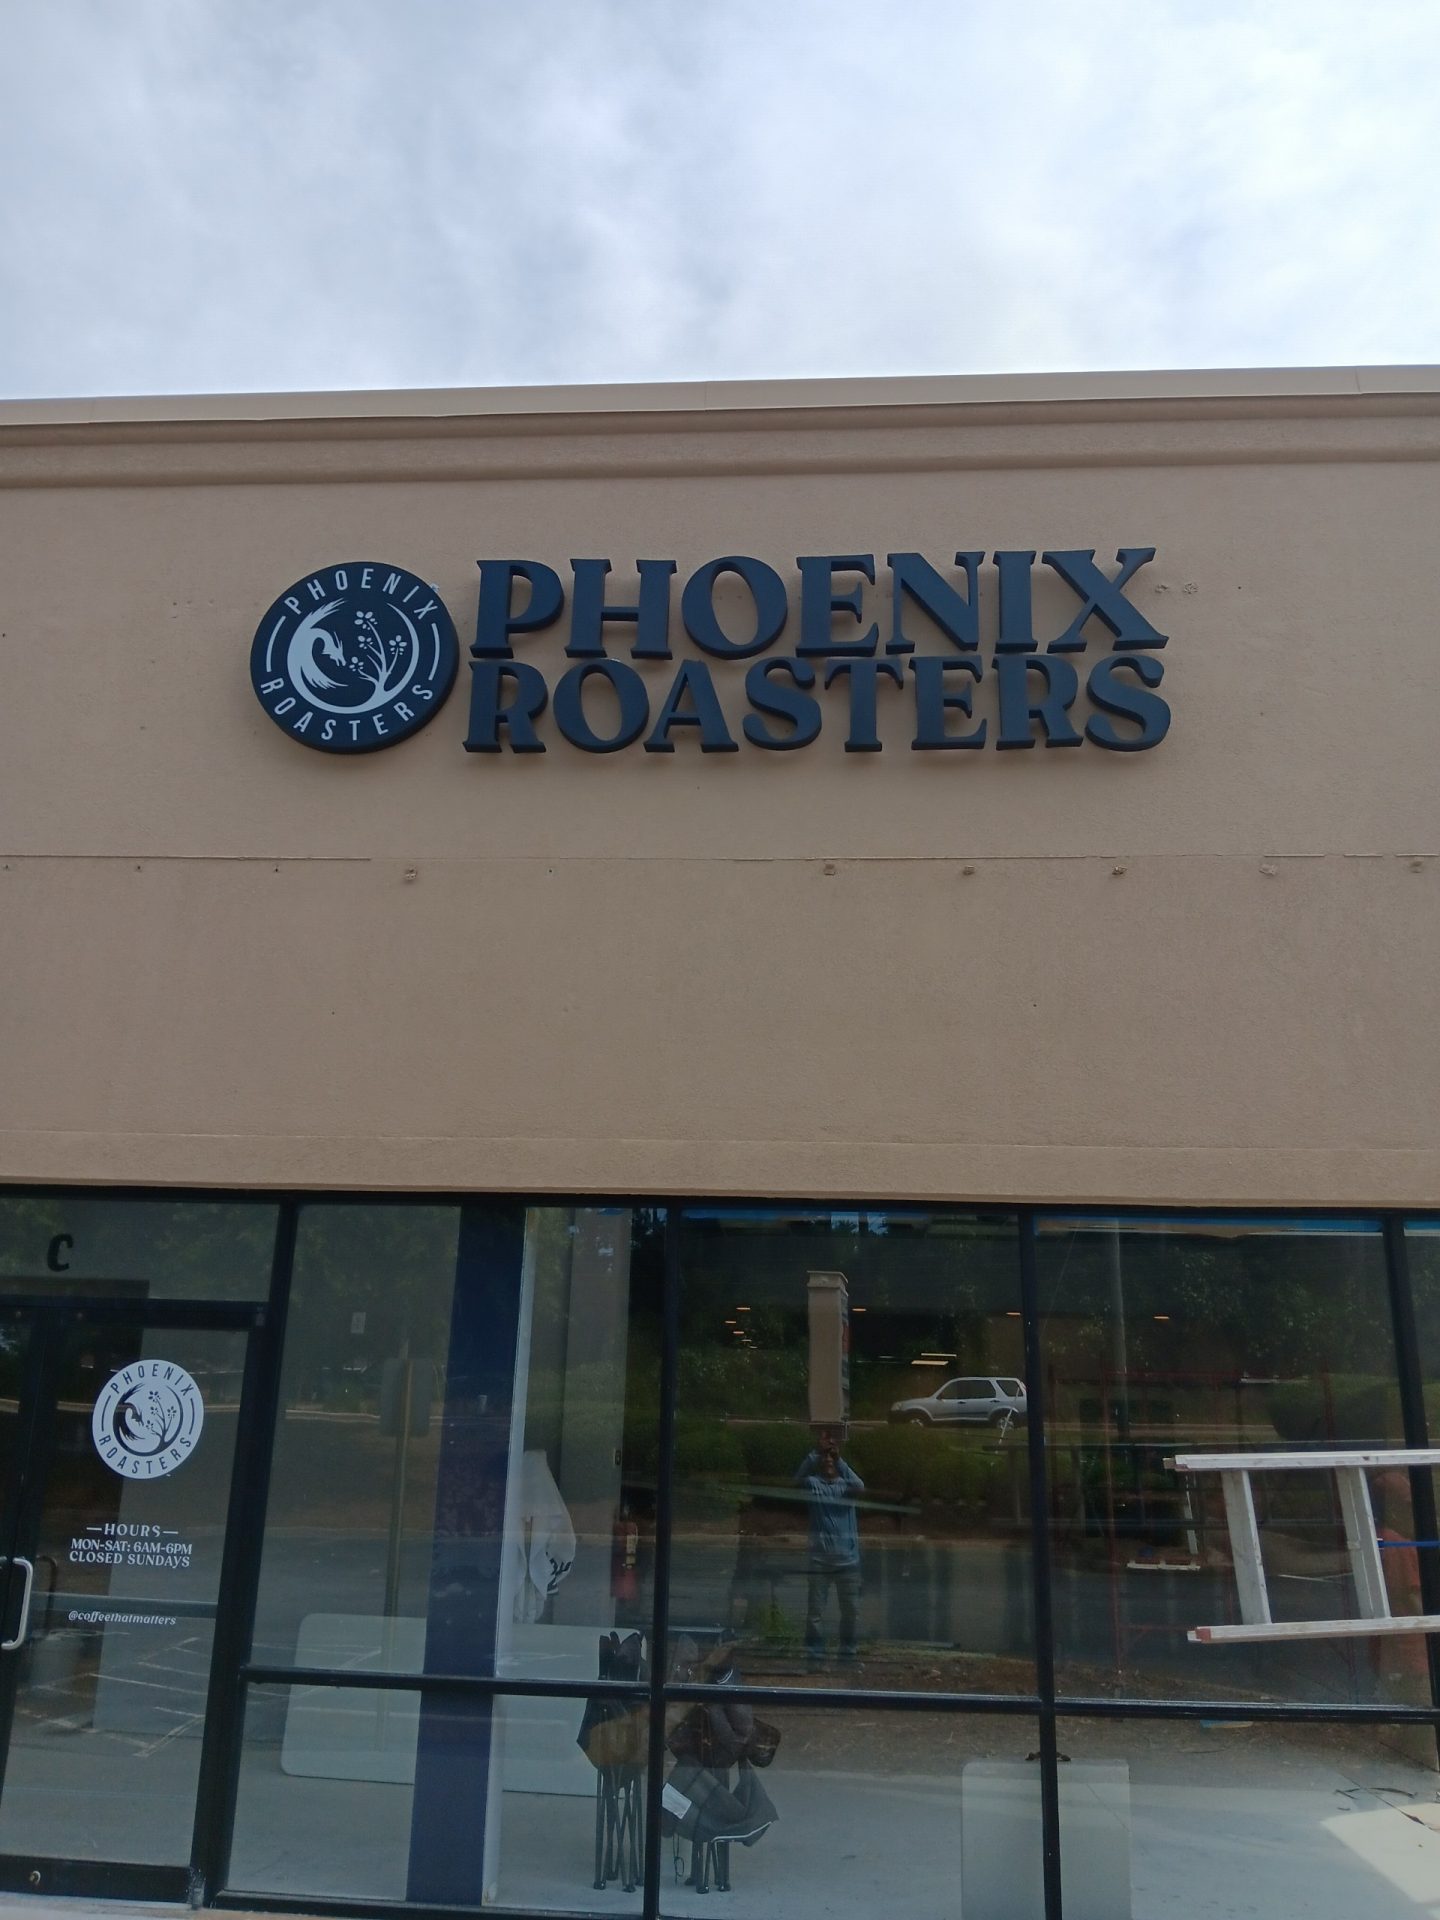 PHOENIX
ROASTERS
PHOENIX
ROASTERS
C
PHOENIX
ROASTERS
HOURS
MON-SAT: 6AM-6PM
CLOSED SUNDAYS
@coffeethatmatters